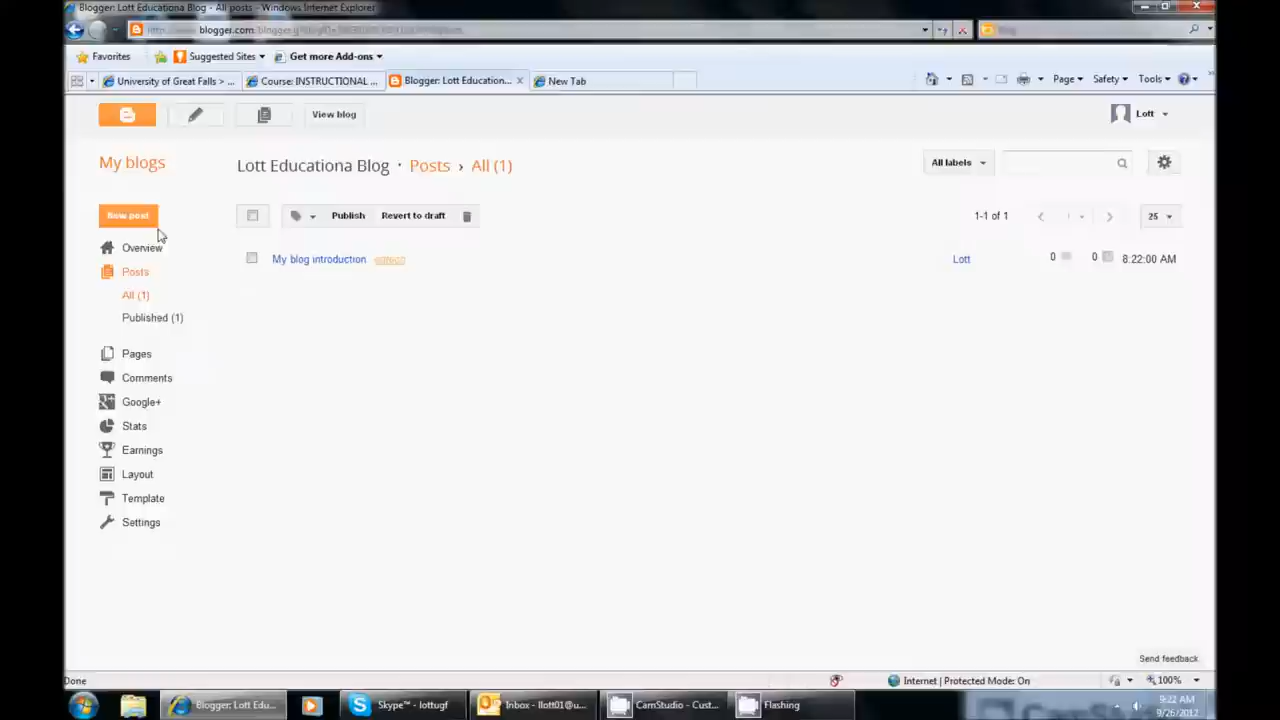 Blogger: Lott Educationa Blog - All posts - Windows Internet Explorer
blogger.com
Favorites Suggested Sites Get more Add-ons
University of Great Falls > ... Course: INSTRUCTIONAL ... Blogger: Lott Education... New Tab
Page Safety Tools
View blog Lott
My blogs Lott Educationa Blog · Posts › All (1) All labels
New post Publish Revert to draft 1-1 of 1 25
Overview
My blog introduction Lott 0 0 8:22:00 AM
Posts
All (1)
Published (1)
Pages
Comments
Google+
Stats
Earnings
Layout
Template
Settings
Send feedback
Done Internet | Protected Mode: On 100%
Blogger: Lott Edu... Skype™ - lottugf Inbox - llott01@u... CamStudio - Cust... Flashing 9:22 AM
9/26/2012